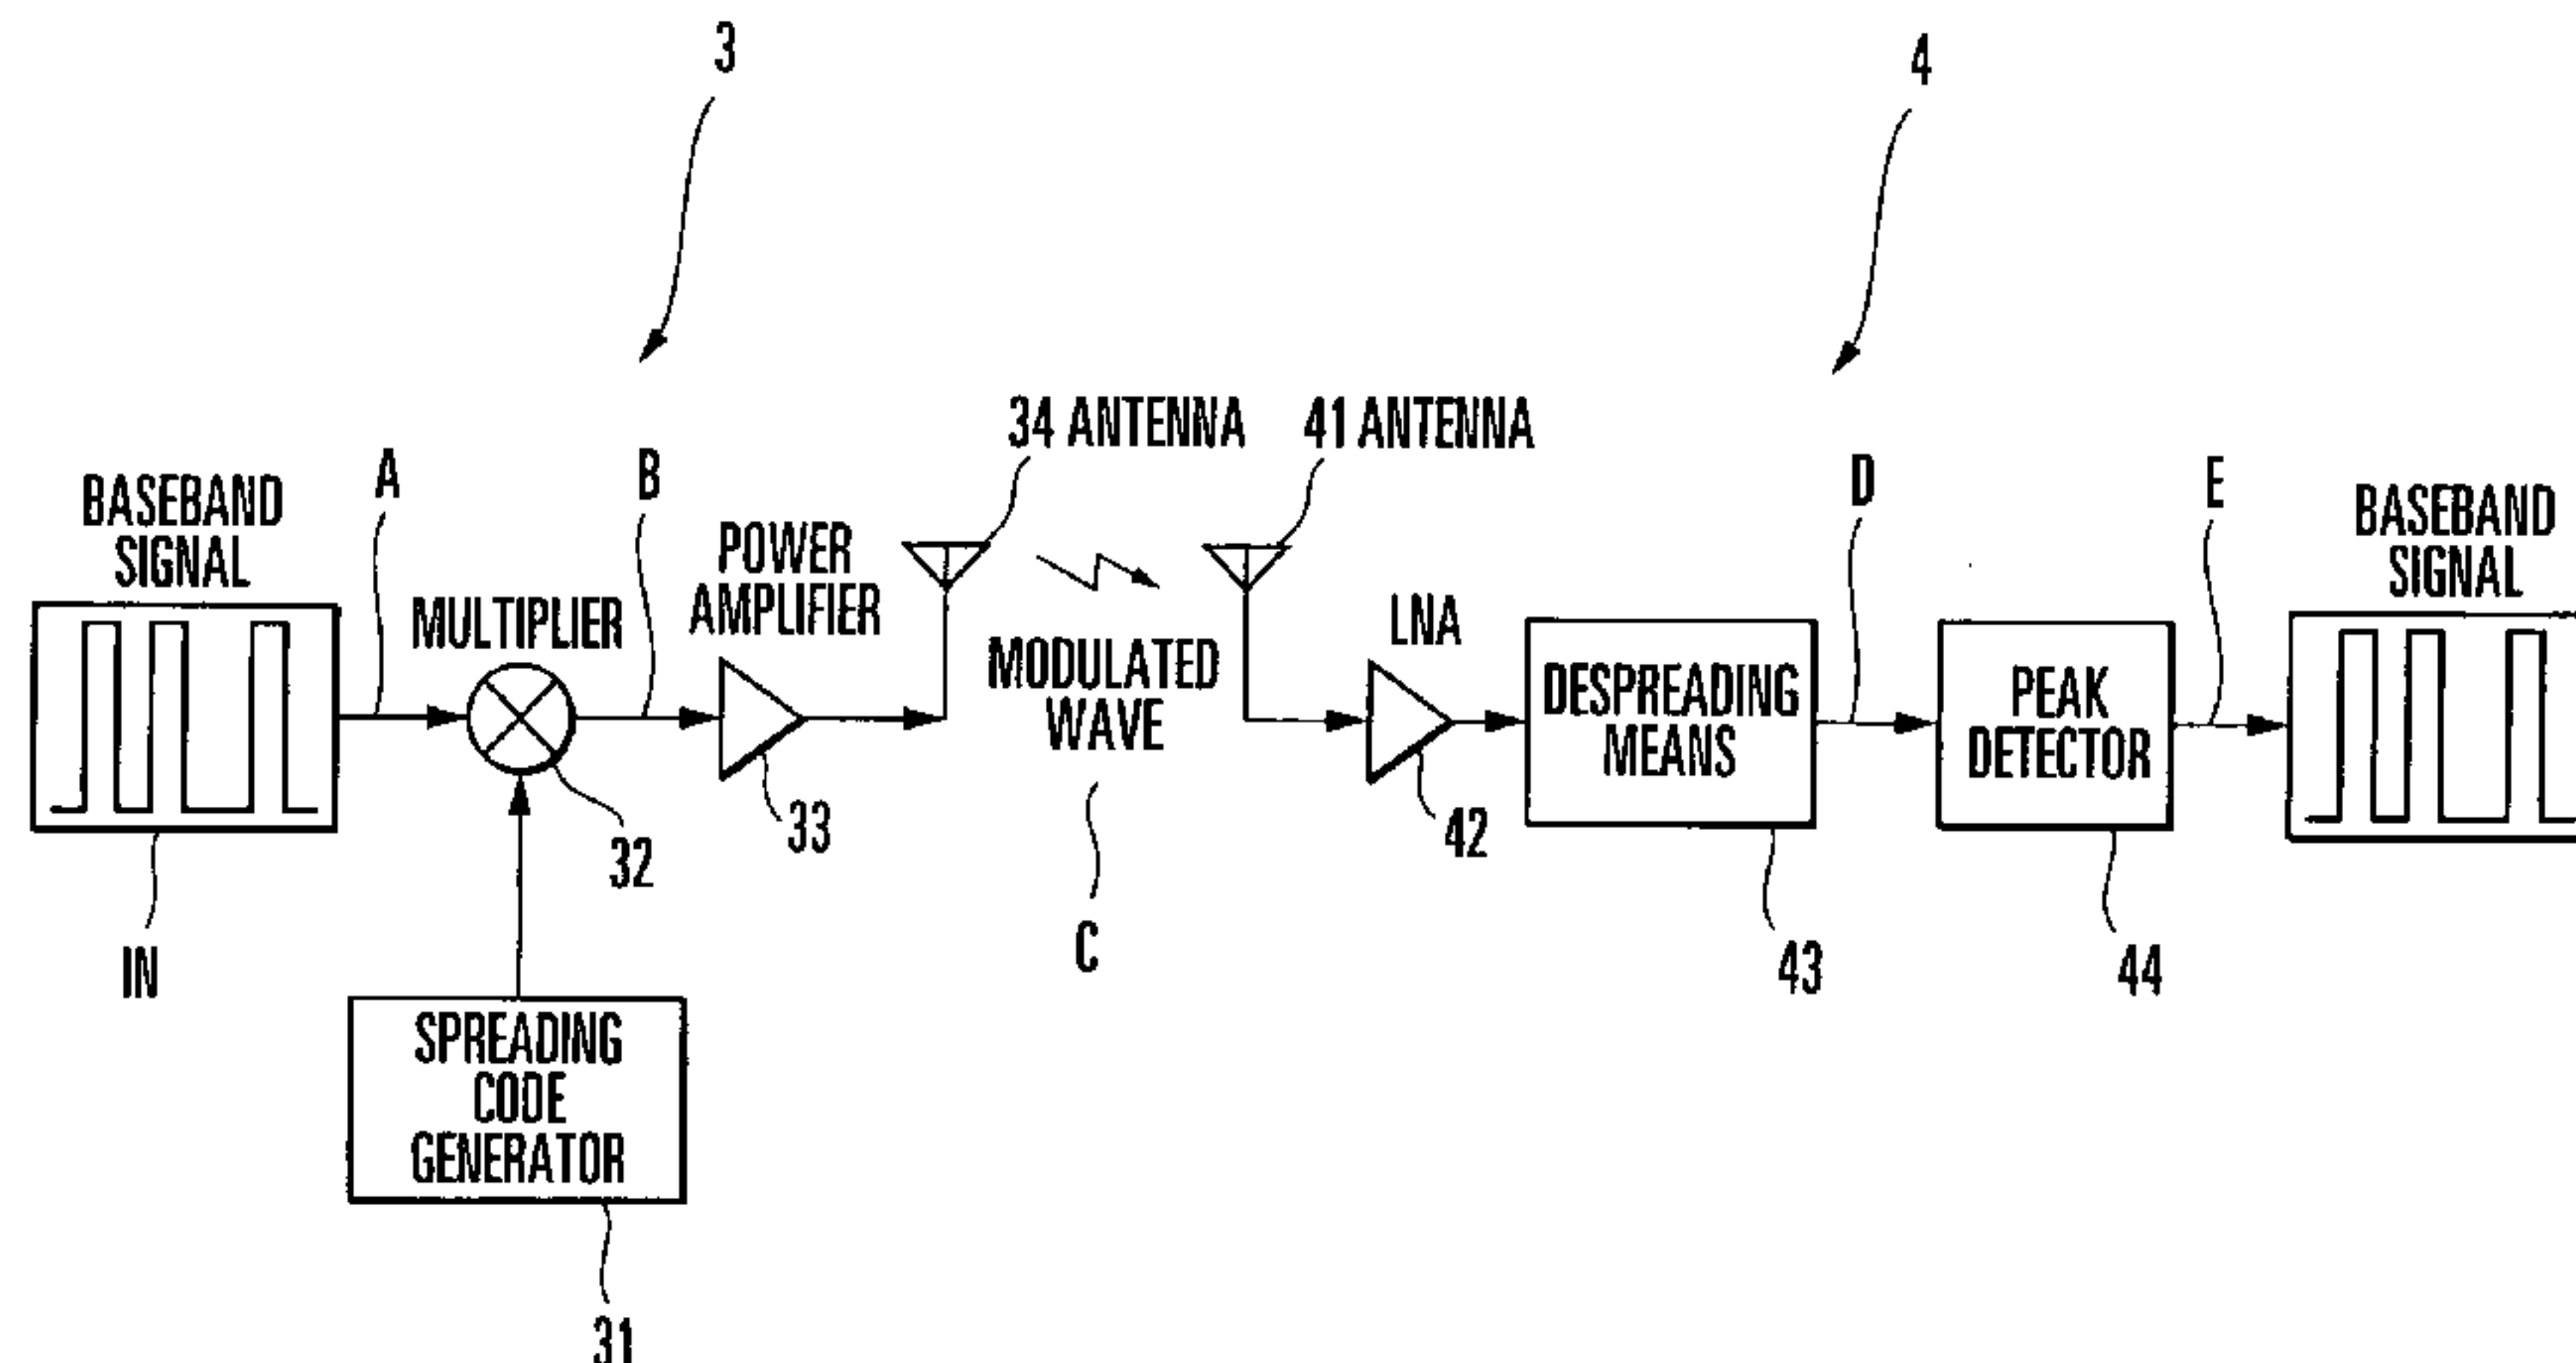 3
4
34 ANTENNA
41 ANTENNA
BASEBAND
SIGNAL
A
B
D
E
BASEBAND
SIGNAL
POWER
AMPLIFIER
MULTIPLIER
LNA
MODULATED
WAVE
DESPREADING
MEANS
PEAK
DETECTOR
33
42
32
C
43
44
IN
SPREADING
CODE
GENERATOR
31